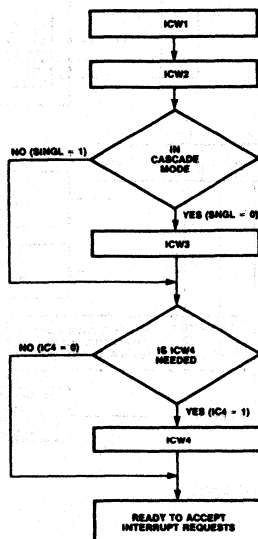 ICW1
ICW2
IN
CASCADE
MODE
NO (SINGL = 1)
YES (SNGL = 0)
ICW3
IS ICW4
NEEDED
NO (IC4 = 0)
YES (IC4 = 1)
ICW4
READY TO ACCEPT
INTERRUPT REQUESTS